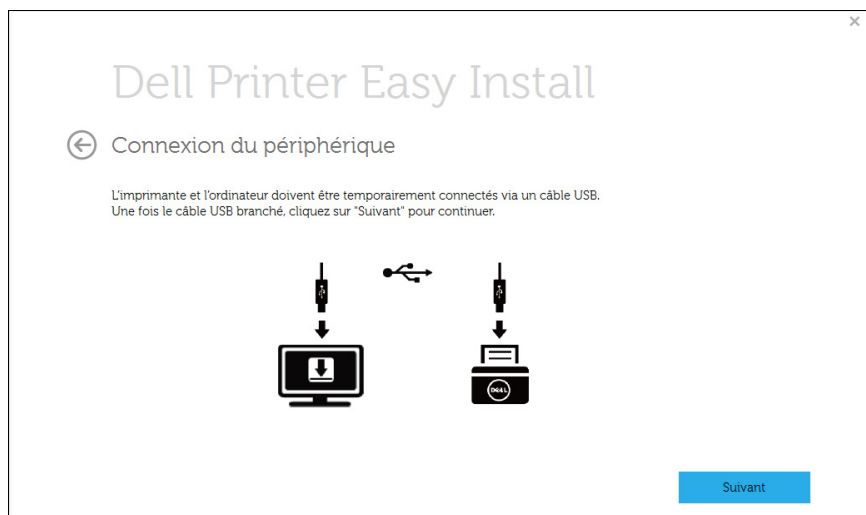 Dell Printer Easy Install
Connexion du périphérique
L'imprimante et l'ordinateur doivent être temporairement connectés via un câble USB.
Une fois le câble USB branché, cliquez sur "Suivant" pour continuer.
DELL
Suivant